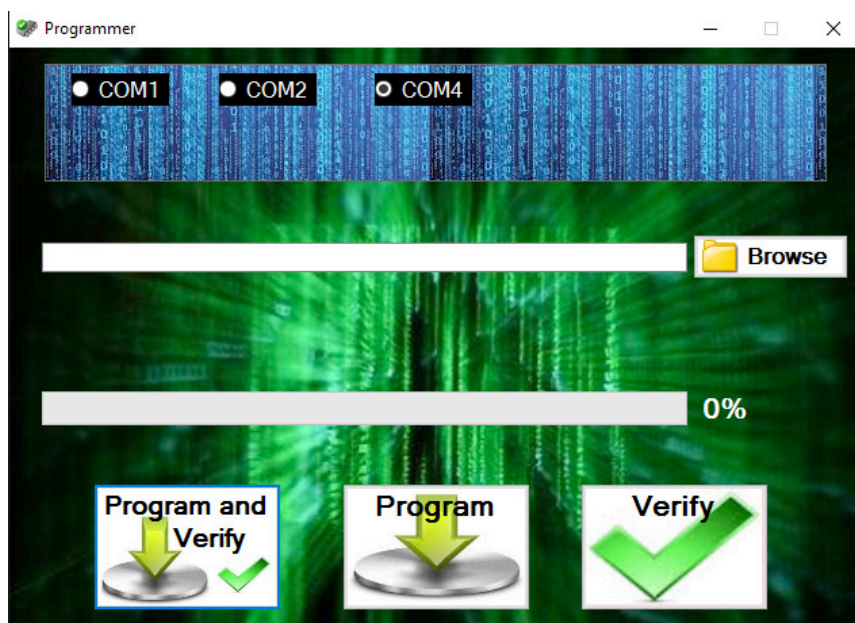 Programmer
COM1 COM2 COM4
Browse
0%
Program and
Verify
Program
Verify